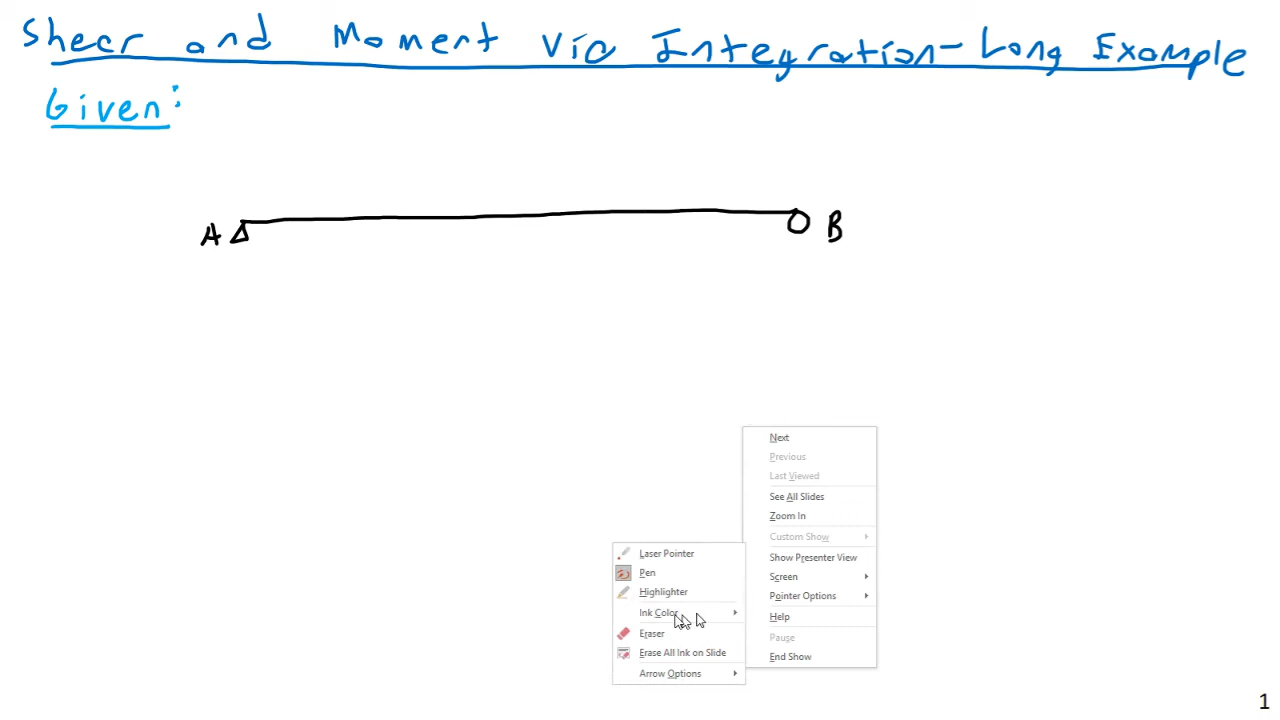 Shear and Moment Via Integration- Long Example
Given:
A
B
Next
Previous
Last Viewed
See All Slides
Zoom In
Custom Show
Show Presenter View
Screen
Pointer Options
Help
Pause
End Show
Laser Pointer
Pen
Highlighter
Ink Color
Eraser
Erase All Ink on Slide
Arrow Options
1